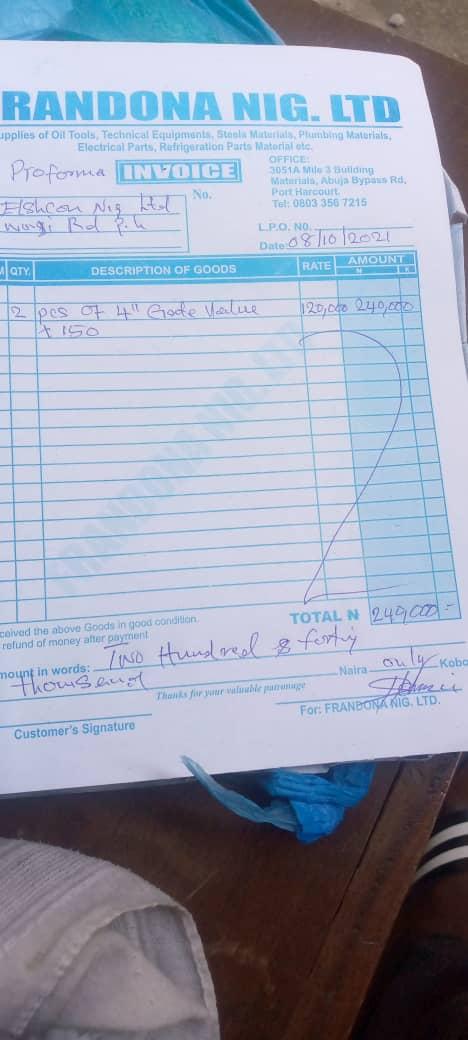 RANDONA NIG. LTD
upplies of Oil Tools, Technical Equipments, Steels Materials, Plumbing Materials,
Electrical Parts, Refrigeration Parts Material etc.
Proforma INVOICE
OFFICE:
3051A Mile 3 Building
Materials, Abuja Bypass Rd,
Port Harcourt.
Tel: 0803 356 7215
No.
Elshcon Nig Ltd
Rd P.h
L.P.O. NO.
Date: 08/10/2021
M QTY. DESCRIPTION OF GOODS RATE AMOUNT
N K
2 pcs of 4" Gate Value 120,000 240,000
x 150
FRANDONA NIG. LTD
ceived the above Goods in good condition.
refund of money after payment
TOTAL N 240,000 =
mount in words: Two Hundred & forty
thousand Naira only Kobo
Thanks for your valuable patronage
Customer's Signature
For: FRANDONA NIG. LTD.